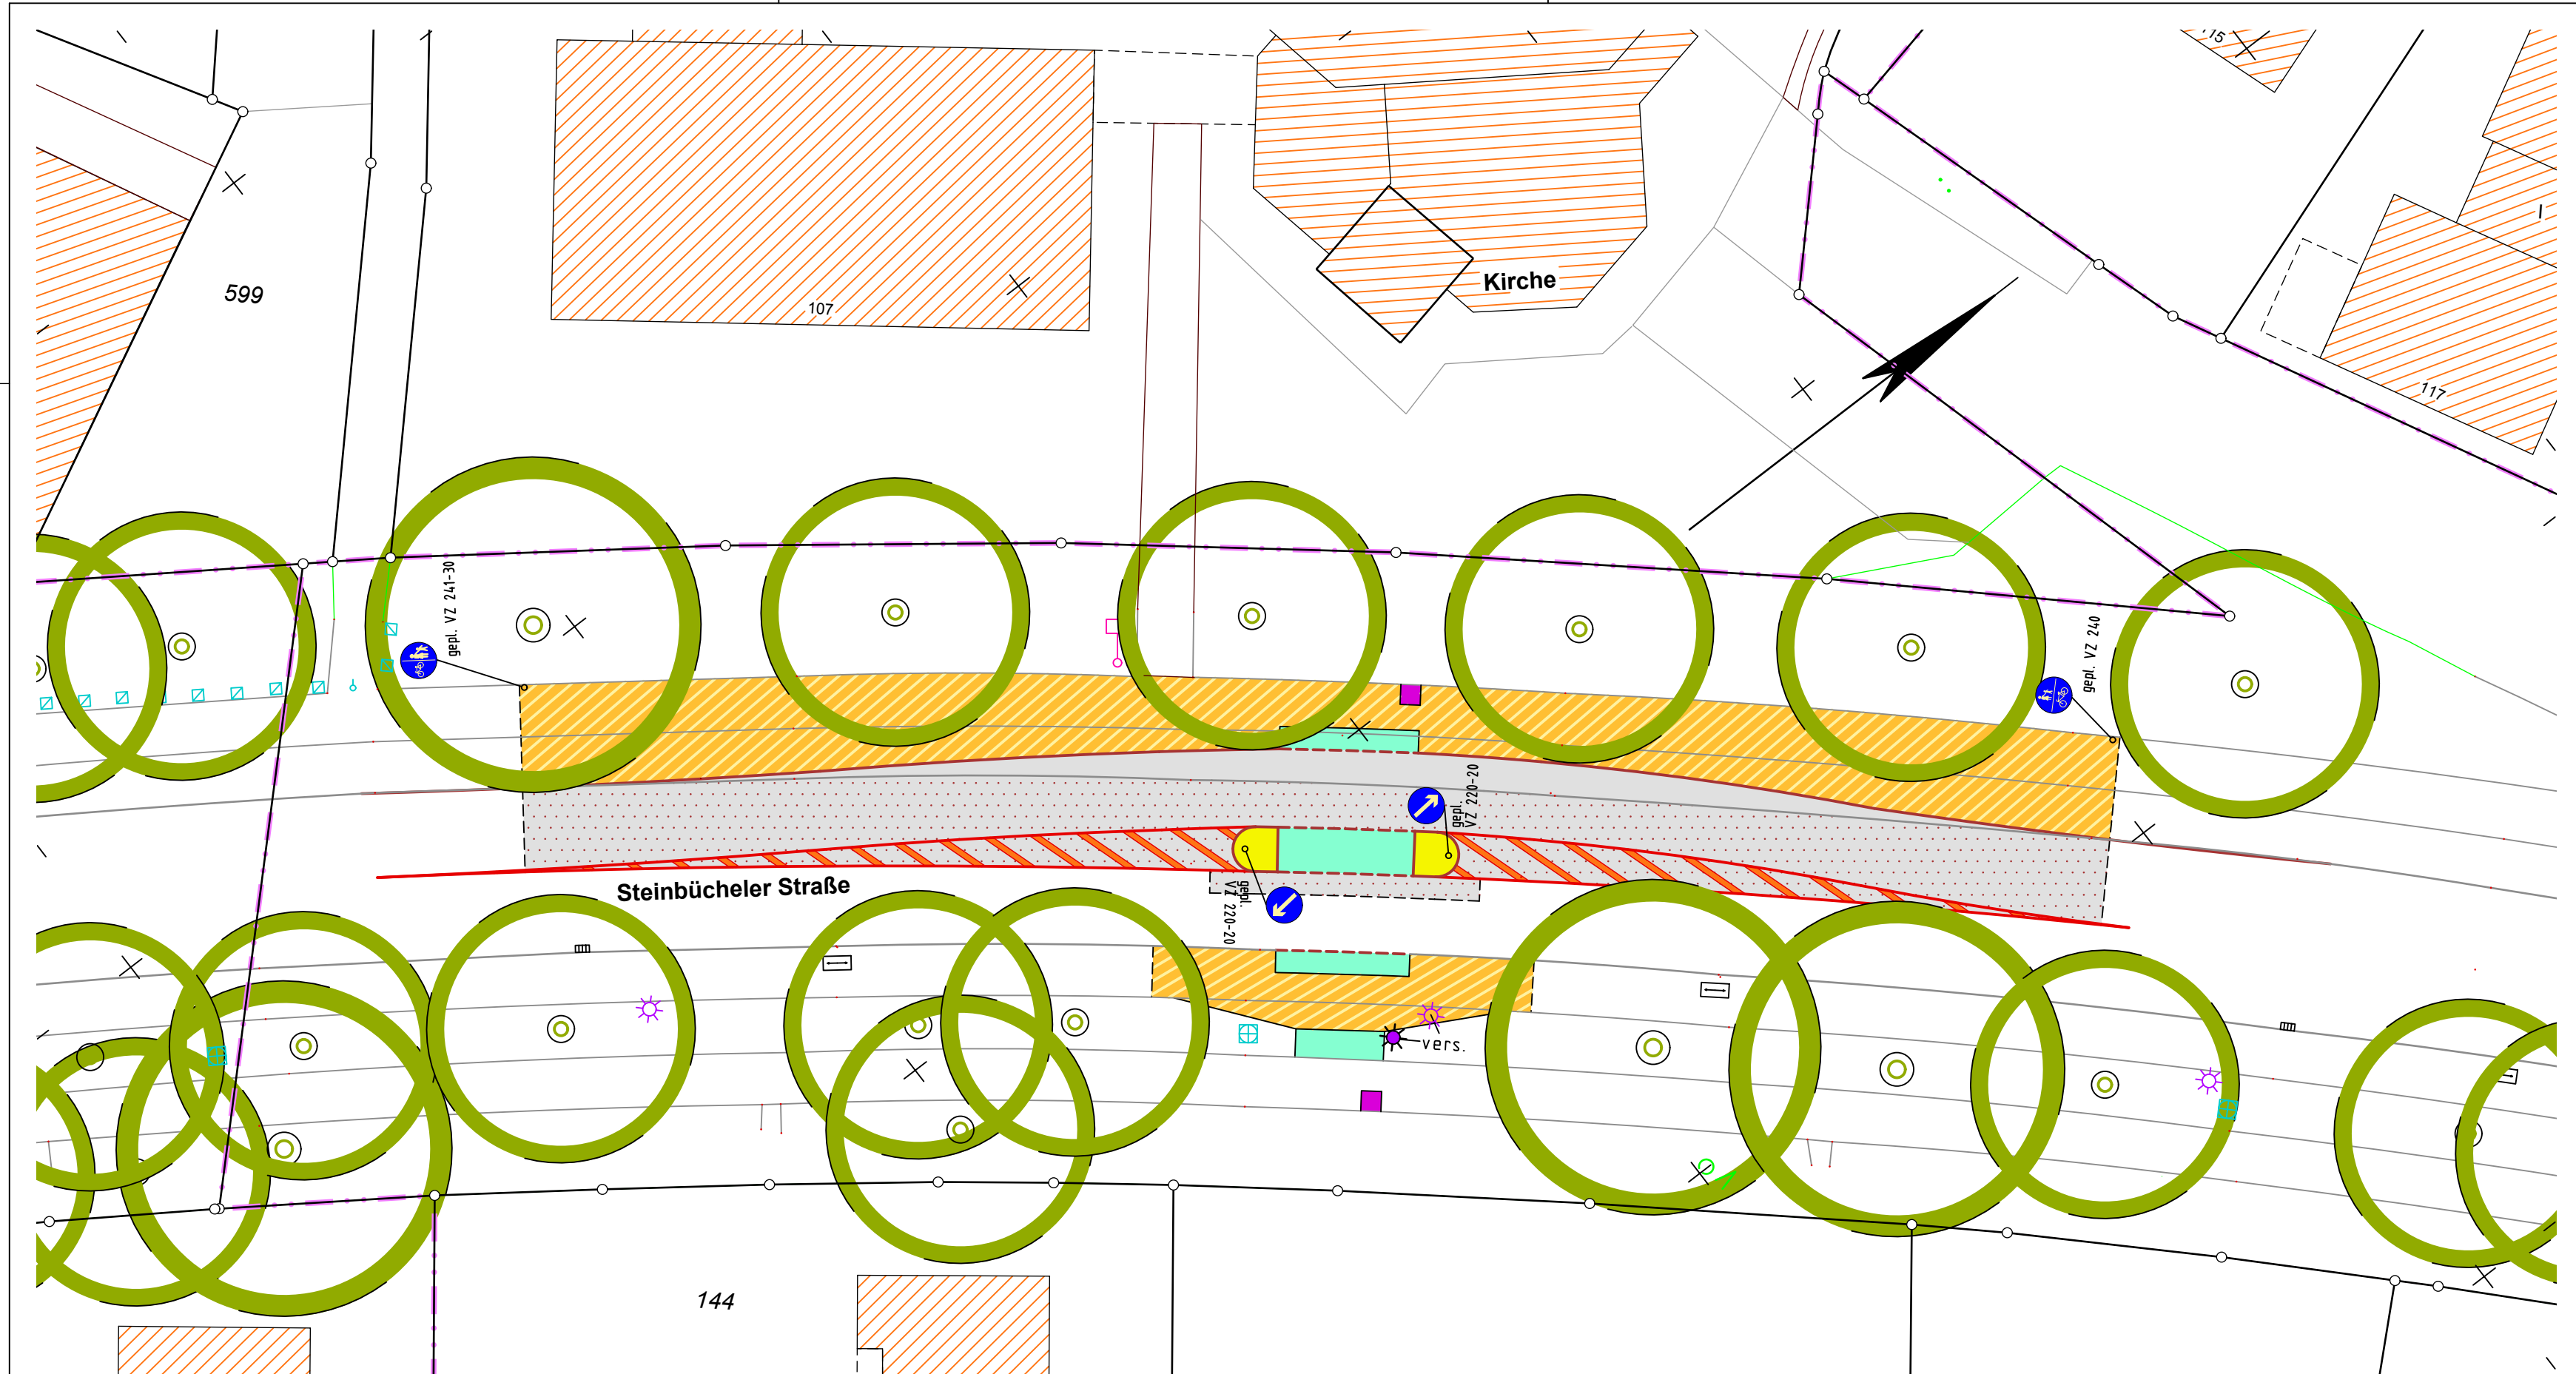 115
599
107
Kirche
I
117
gepl. VZ 241-30
gepl. VZ 240
gepl.
VZ 220-20
Steinbücheler Straße
gepl.
VZ 220-20
vers.
144